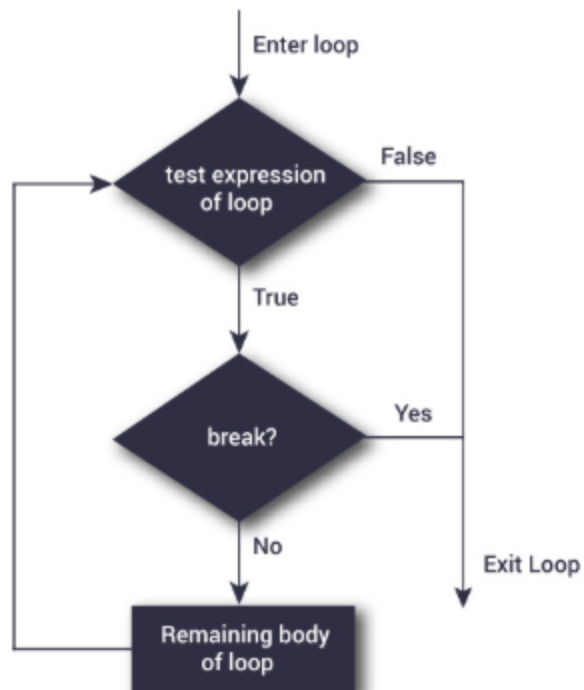 Enter loop
test expression
of loop
False
True
break?
Yes
No
Exit Loop
Remaining body
of loop